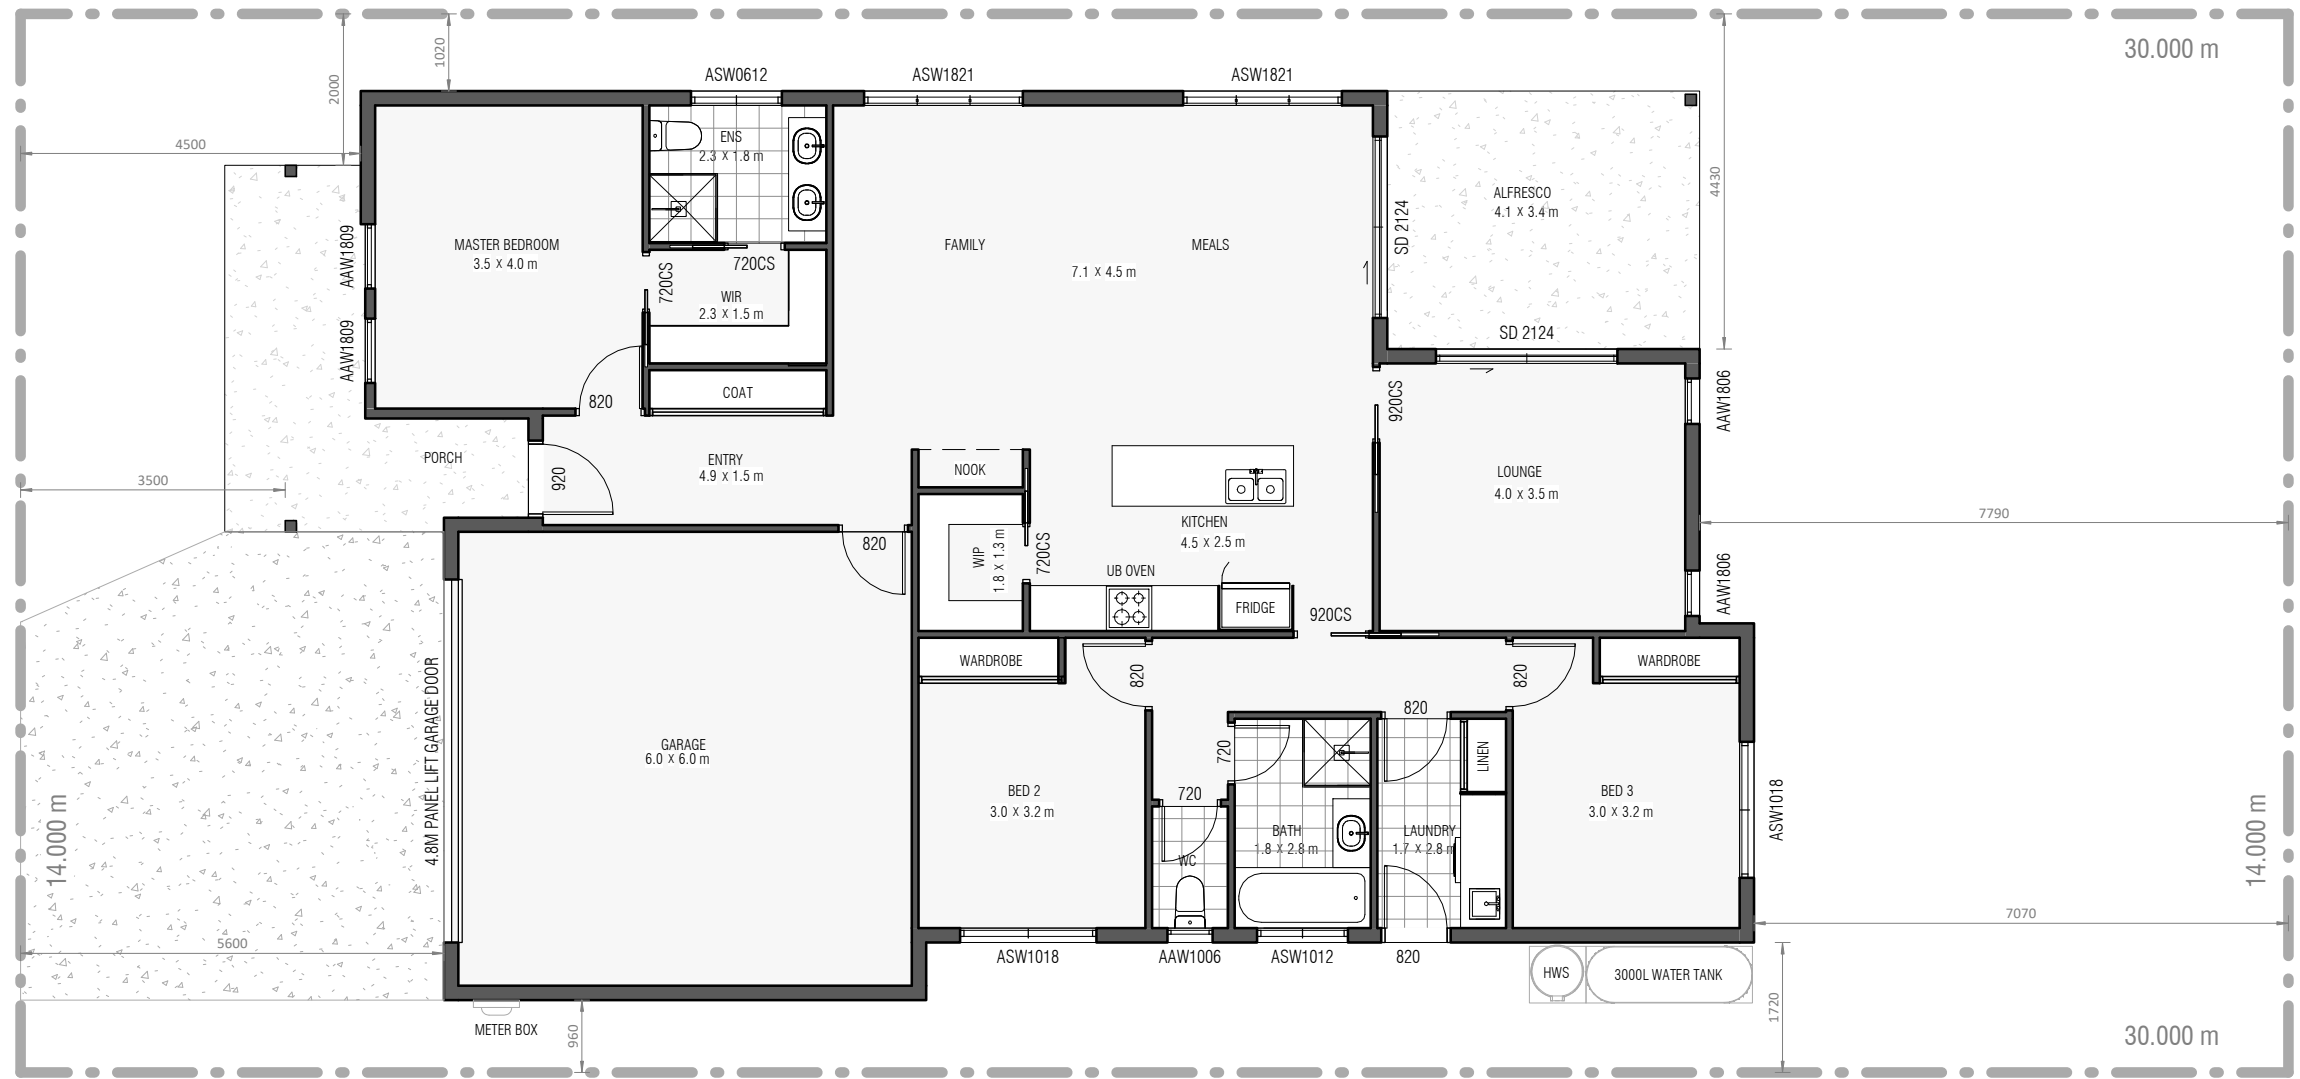 30.000 m
1020
2000
ASW0612
ASW1821
ASW1821
4500
4430
ENS
2.3 X 1.8 m
ALFRESCO
4.1 X 3.4 m
SD 2124
MASTER BEDROOM
3.5 X 4.0 m
AAW1809
AAW1809
720CS
720CS
WIR
2.3 X 1.5 m
FAMILY
MEALS
7.1 X 4.5 m
SD 2124
COAT
820
920CS
AAW1806
PORCH
920
ENTRY
4.9 X 1.5 m
NOOK
LOUNGE
4.0 X 3.5 m
3500
7790
KITCHEN
4.5 X 2.5 m
820
WIP
1.8 X 1.3 m
720CS
UB OVEN
FRIDGE
920CS
AAW1806
WARDROBE
820
820
WARDROBE
4.8M PANEL LIFT GARAGE DOOR
GARAGE
6.0 X 6.0 m
820
720
LINEN
720
BED 2
3.0 X 3.2 m
BED 3
3.0 X 3.2 m
ASW1018
WC
BATH
1.8 X 2.8 m
LAUNDRY
1.7 X 2.8 m
14.000 m
14.000 m
5600
7070
ASW1018
AAW1006
ASW1012
820
HWS
3000L WATER TANK
METER BOX
960
1720
30.000 m